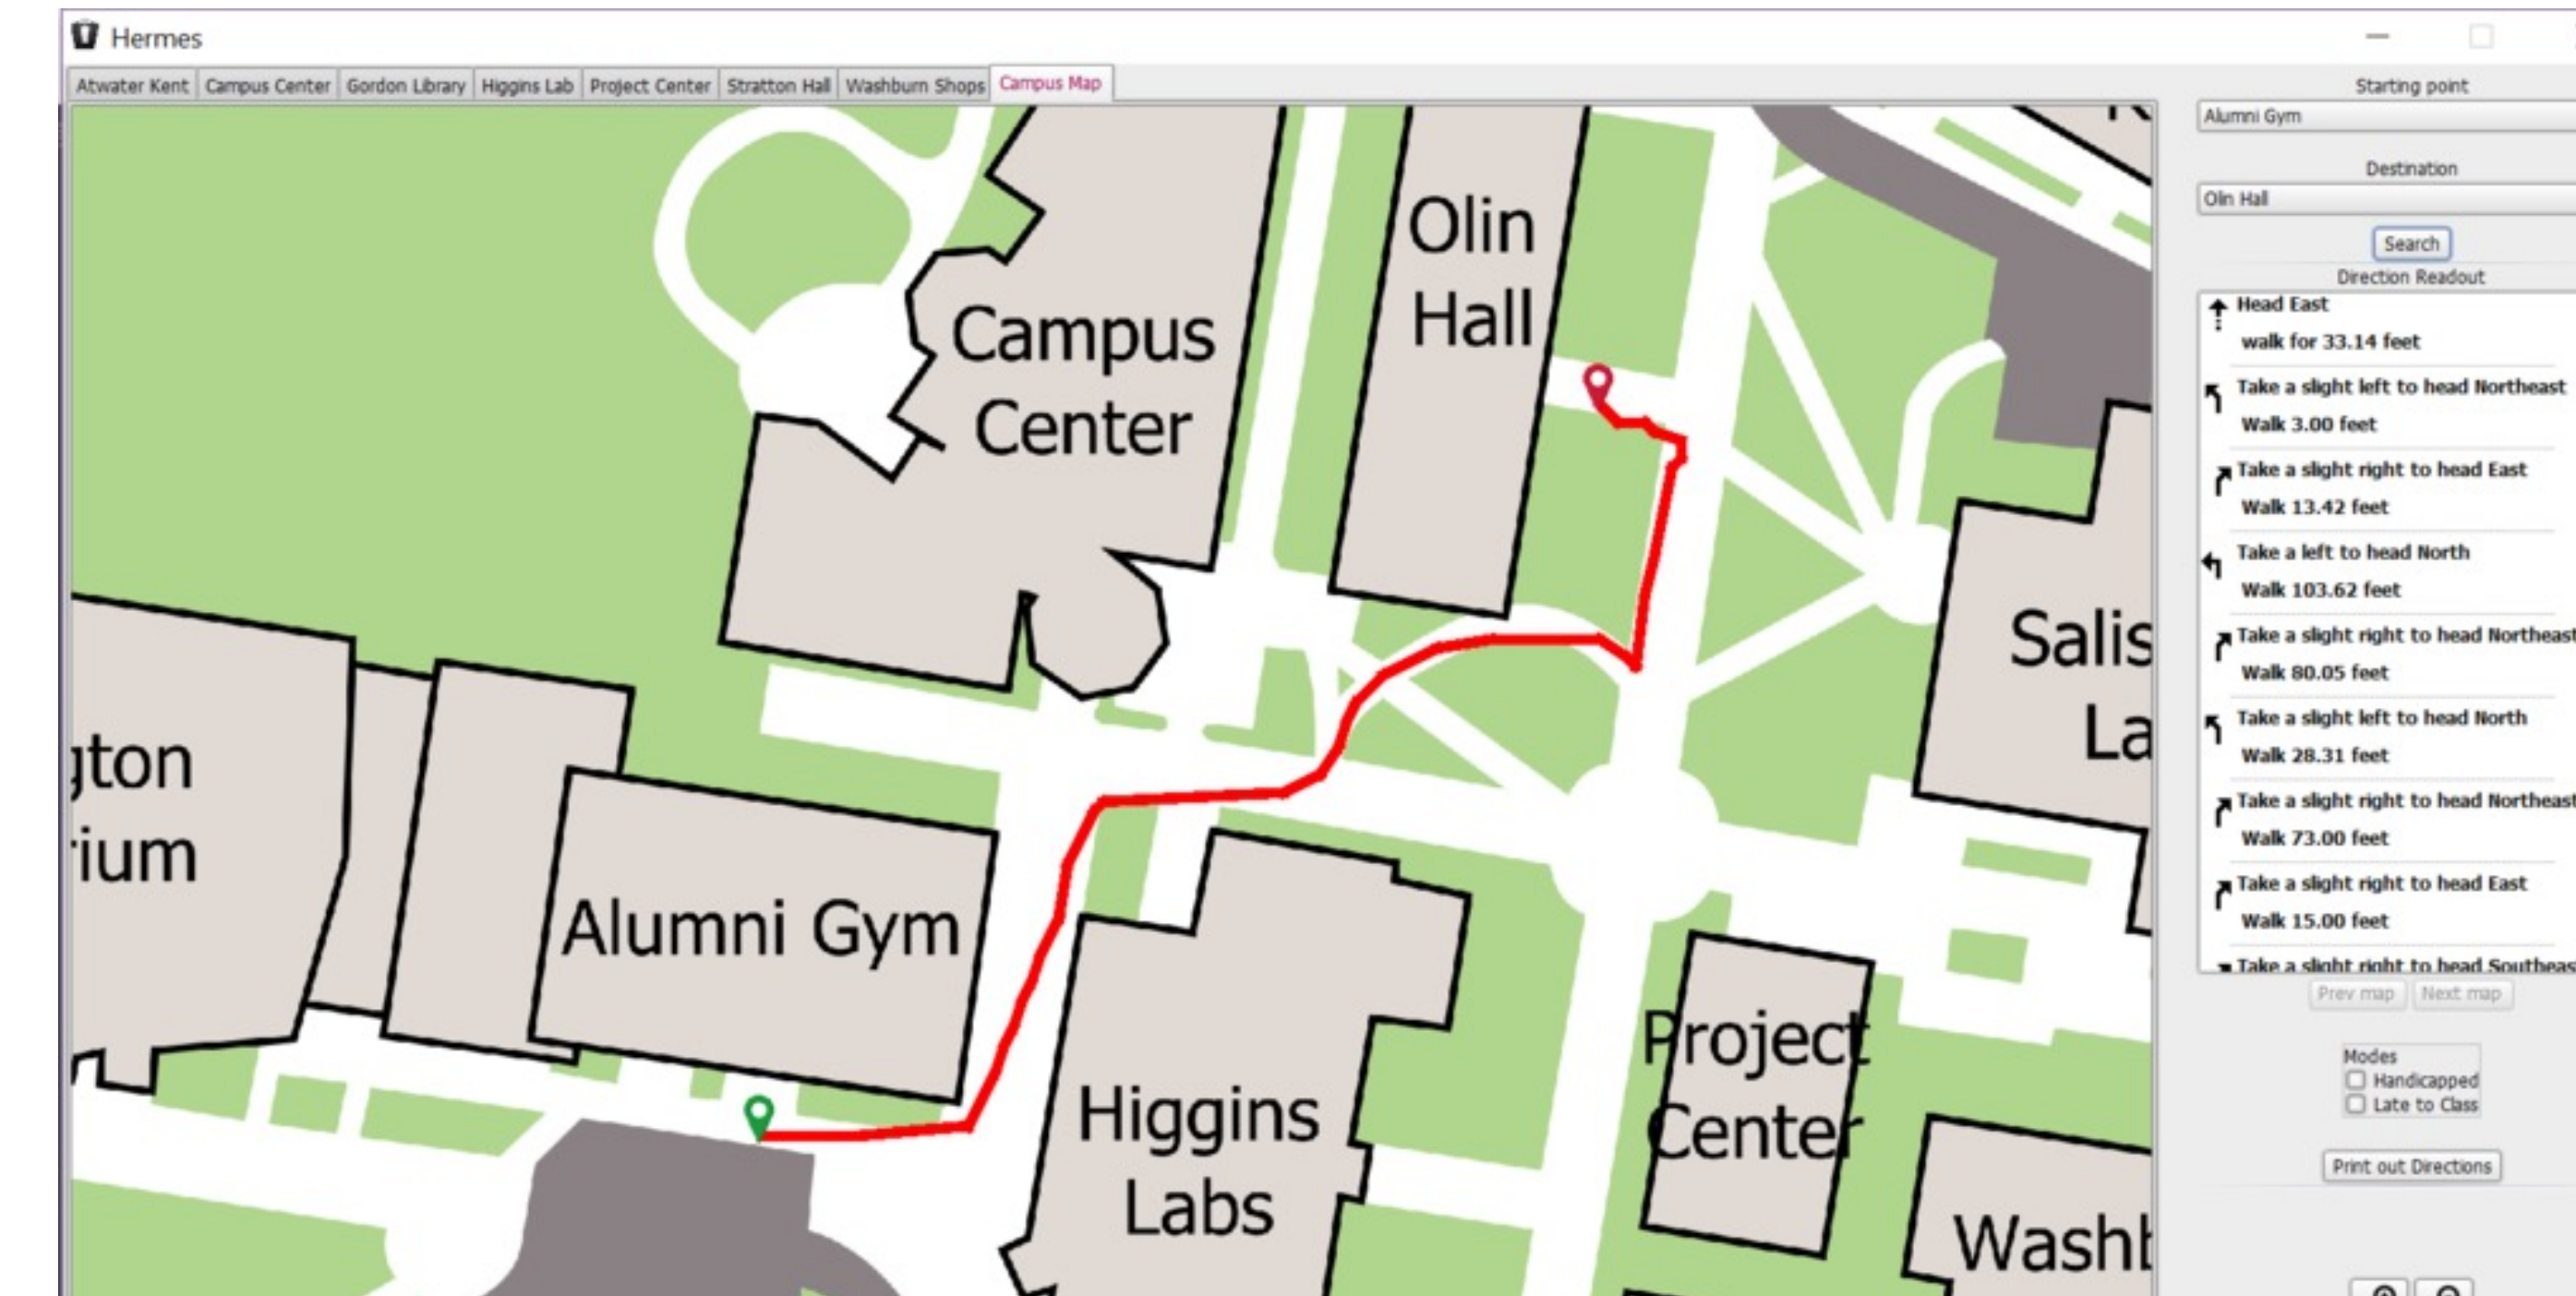 Hermes
Atwater Kent
Campus Center
Gordon Library
Higgins Lab
Project Center
Stratton Hall
Washburn Shops
Campus Map
Olin
Hall
Campus
Center
Salis
La
gton
rium
Alumni Gym
Higgins
Labs
Project
Center
Washb
Starting point
Alumni Gym
Destination
Olin Hall
Search
Direction Readout
Head East
walk for 33.14 feet
Take a slight left to head Northeast
Walk 3.00 feet
Take a slight right to head East
Walk 13.42 feet
Take a left to head North
Walk 103.62 feet
Take a slight right to head Northeast
Walk 80.05 feet
Take a slight left to head North
Walk 28.31 feet
Take a slight right to head Northeast
Walk 73.00 feet
Take a slight right to head East
Walk 15.00 feet
Take a slight right to head Southeas
Prev map
Next map
Modes
Handicapped
Late to Class
Print out Directions